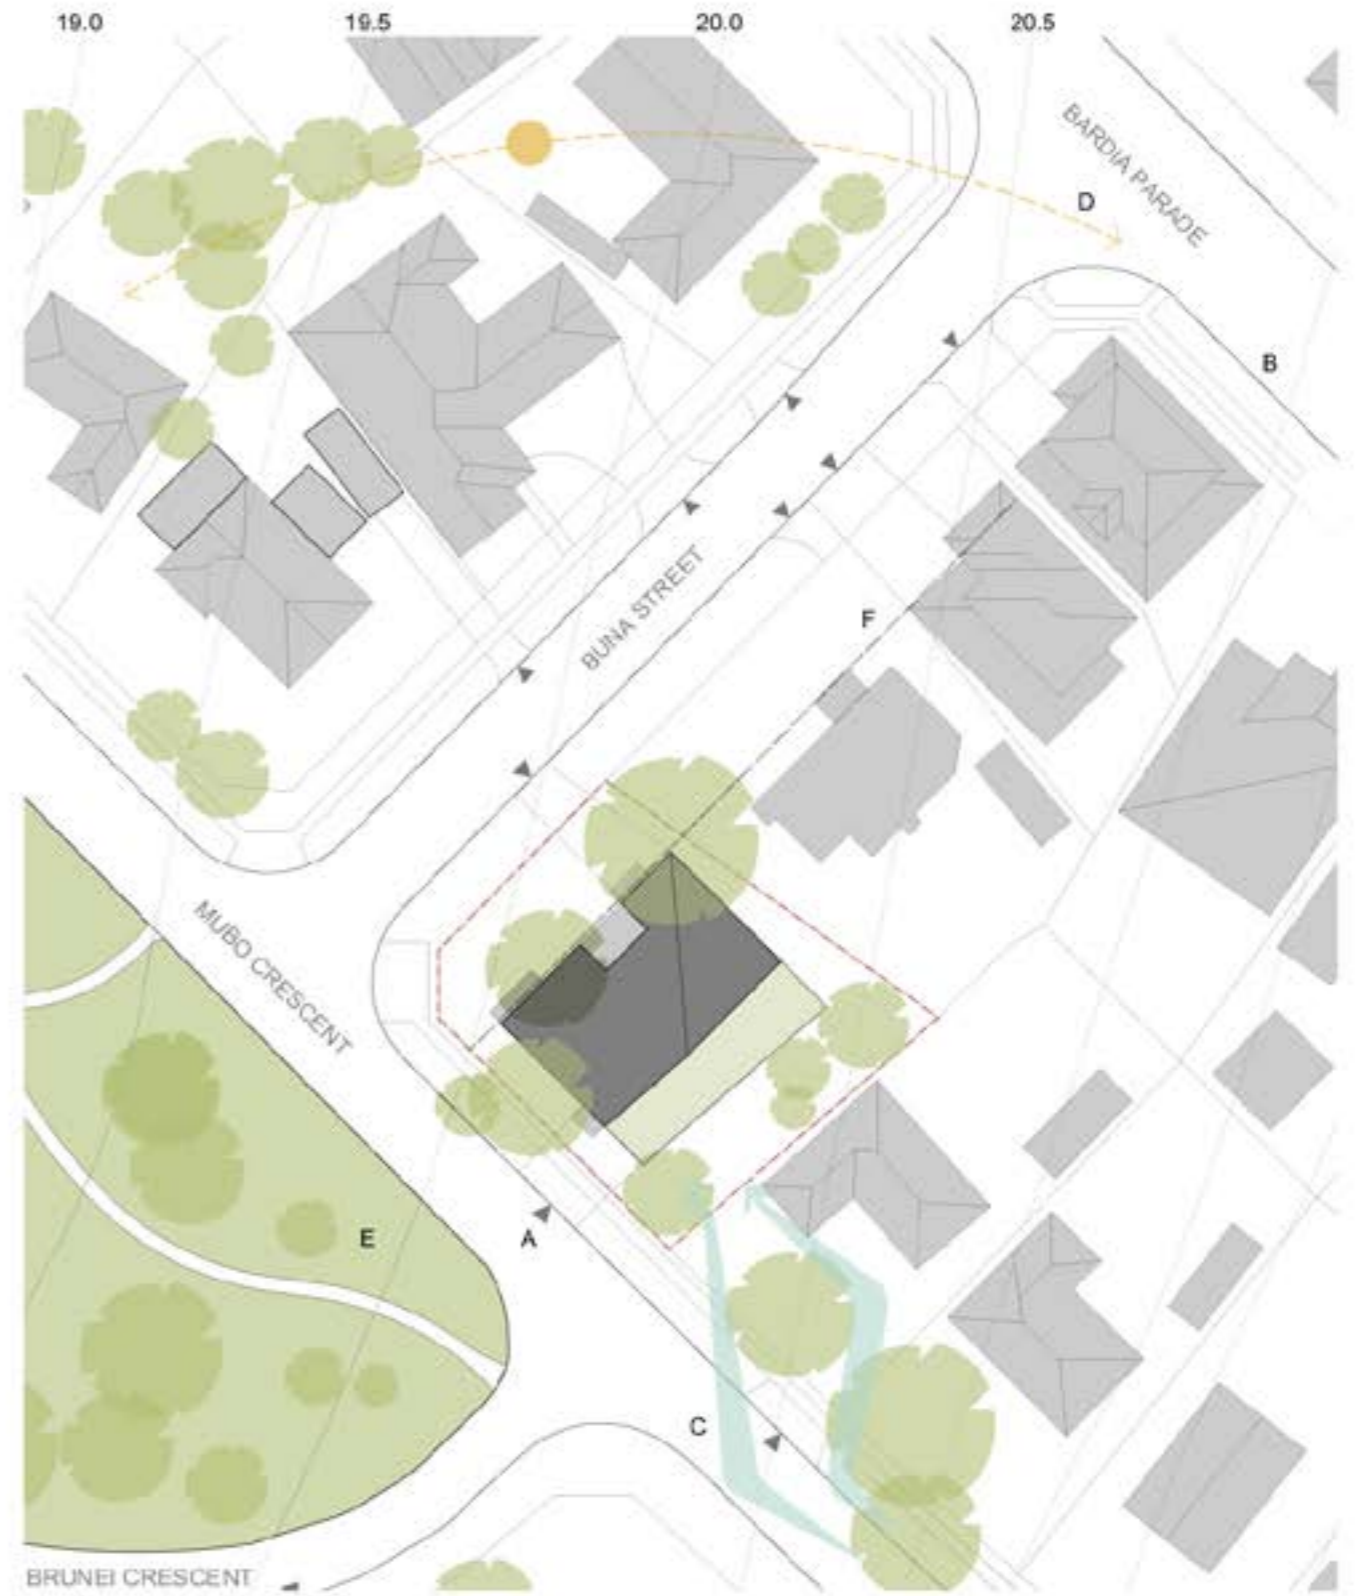 19.0 19.5 20.0 20.5
BARDIA PARADE
D
B
BUNA STREET
F
MUBO CRESCENT
E
A
C
BRUNEI CRESCENT